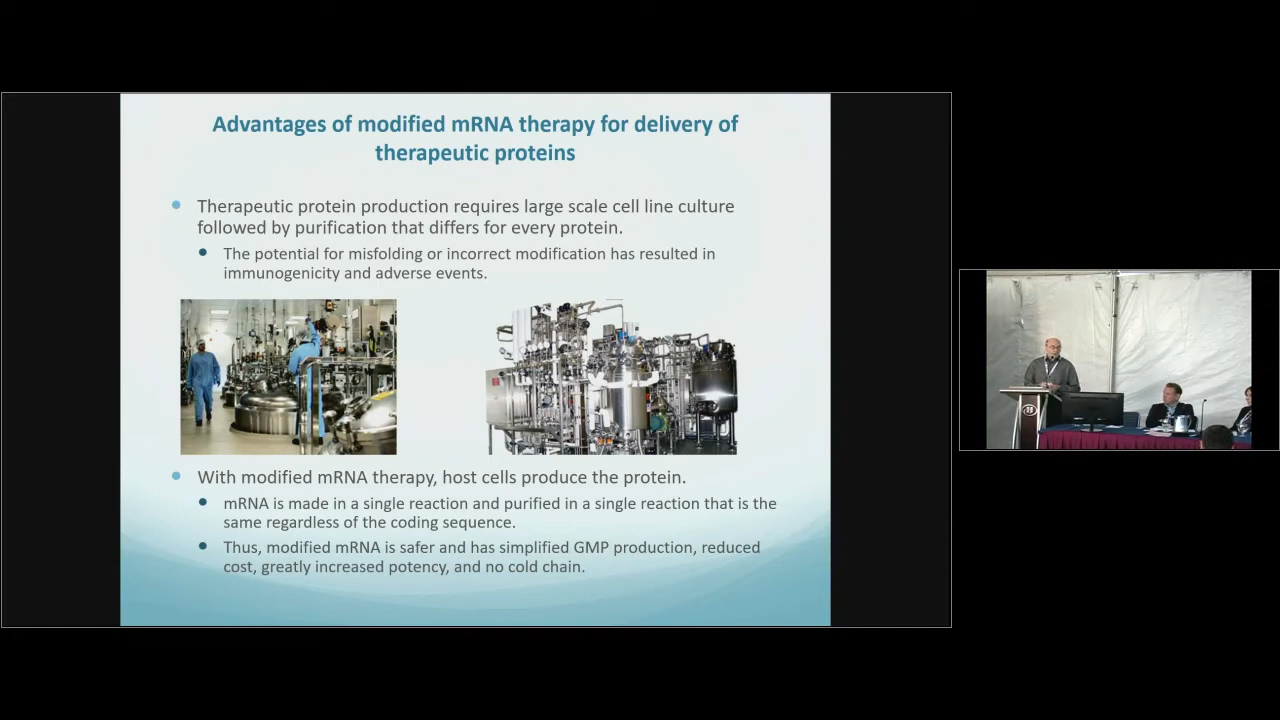 Advantages of modified mRNA therapy for delivery of
therapeutic proteins
Therapeutic protein production requires large scale cell line culture
followed by purification that differs for every protein.
The potential for misfolding or incorrect modification has resulted in
immunogenicity and adverse events.
With modified mRNA therapy, host cells produce the protein.
mRNA is made in a single reaction and purified in a single reaction that is the
same regardless of the coding sequence.
Thus, modified mRNA is safer and has simplified GMP production, reduced
cost, greatly increased potency, and no cold chain.